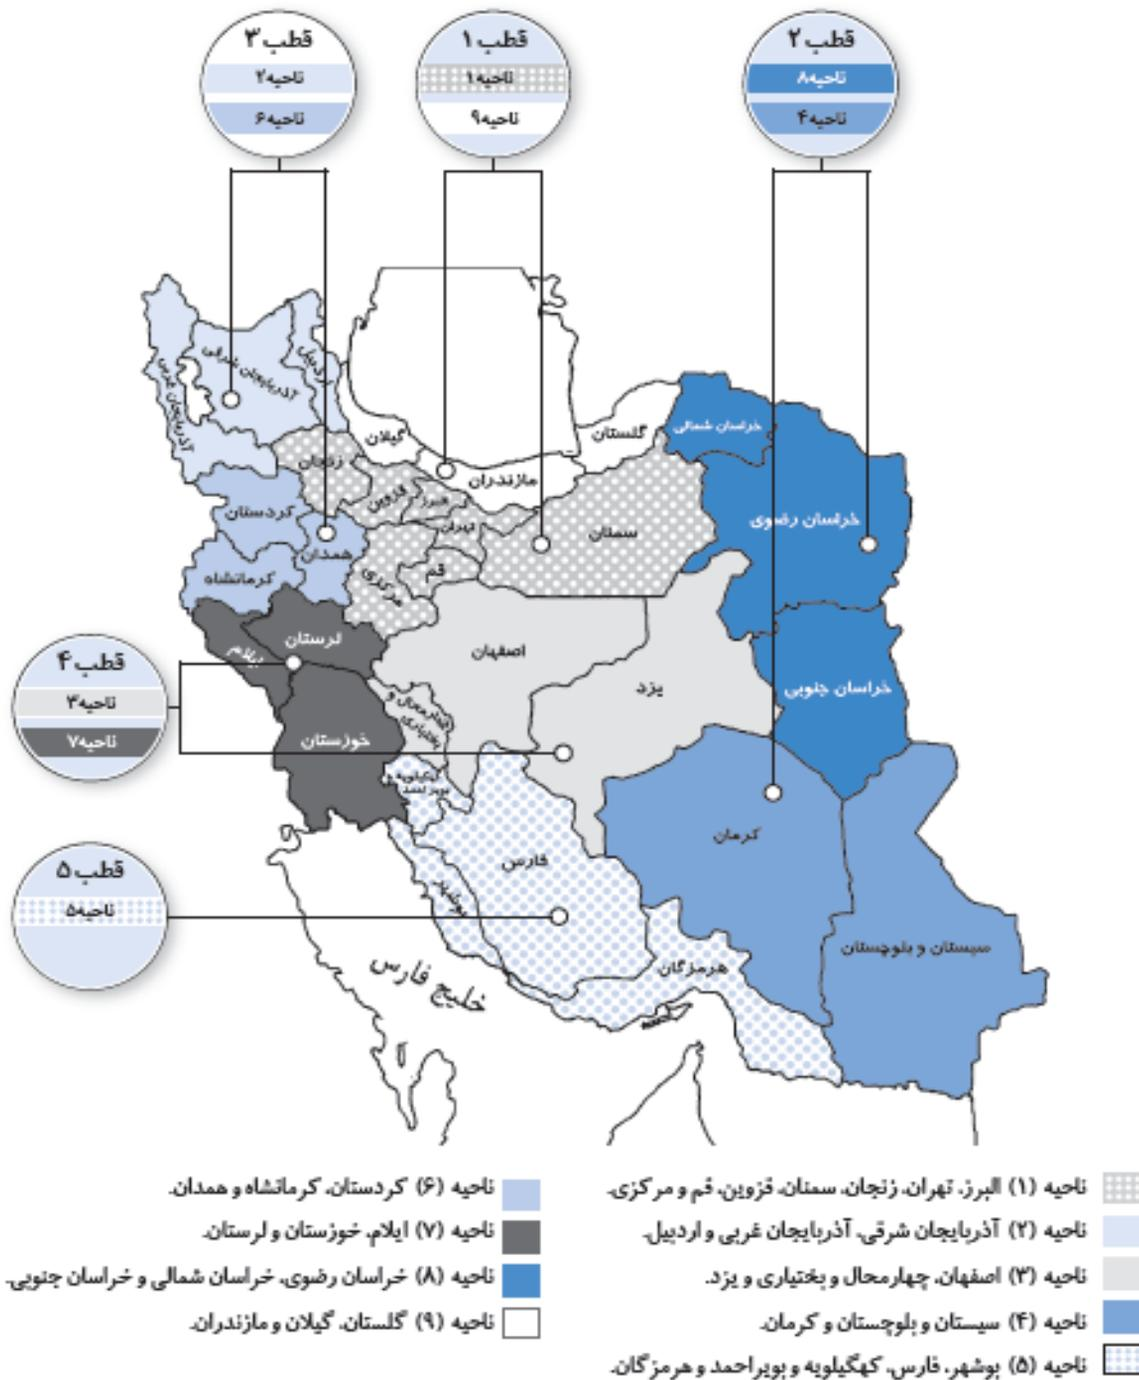 قطب ۳
ناحیه۲
ناحیه۶
قطب ۱
ناحیه۱
ناحیه۹
قطب ۲
ناحیه۸
ناحیه۴
آذربایجان غربی
آذربایجان شرقی
اردبیل
گیلان
گلستان
خراسان شمالی
زنجان
مازندران
قزوین
البرز
تهران
کردستان
سمنان
خراسان رضوی
همدان
کرمانشاه
قم
مرکزی
قطب ۴
ناحیه۳
ناحیه۷
ایلام
لرستان
اصفهان
یزد
خراسان جنوبی
خوزستان
چهارمحال و بختیاری
کهگیلویه و بویر احمد
کرمان
فارس
قطب ۵
ناحیه۵
بوشهر
سیستان و بلوچستان
هرمزگان
خلیج فارس
ناحیه (۱) البرز، تهران، زنجان، سمنان، قزوین، قم و مرکزی.
ناحیه (۲) آذربایجان شرقی، آذربایجان غربی و اردبیل.
ناحیه (۳) اصفهان، چهارمحال و بختیاری و یزد.
ناحیه (۴) سیستان و بلوچستان و کرمان.
ناحیه (۵) بوشهر، فارس، کهگیلویه و بویراحمد و هرمزگان.
ناحیه (۶) کردستان، کرمانشاه و همدان.
ناحیه (۷) ایلام، خوزستان و لرستان.
ناحیه (۸) خراسان رضوی، خراسان شمالی و خراسان جنوبی.
ناحیه (۹) گلستان، گیلان و مازندران.